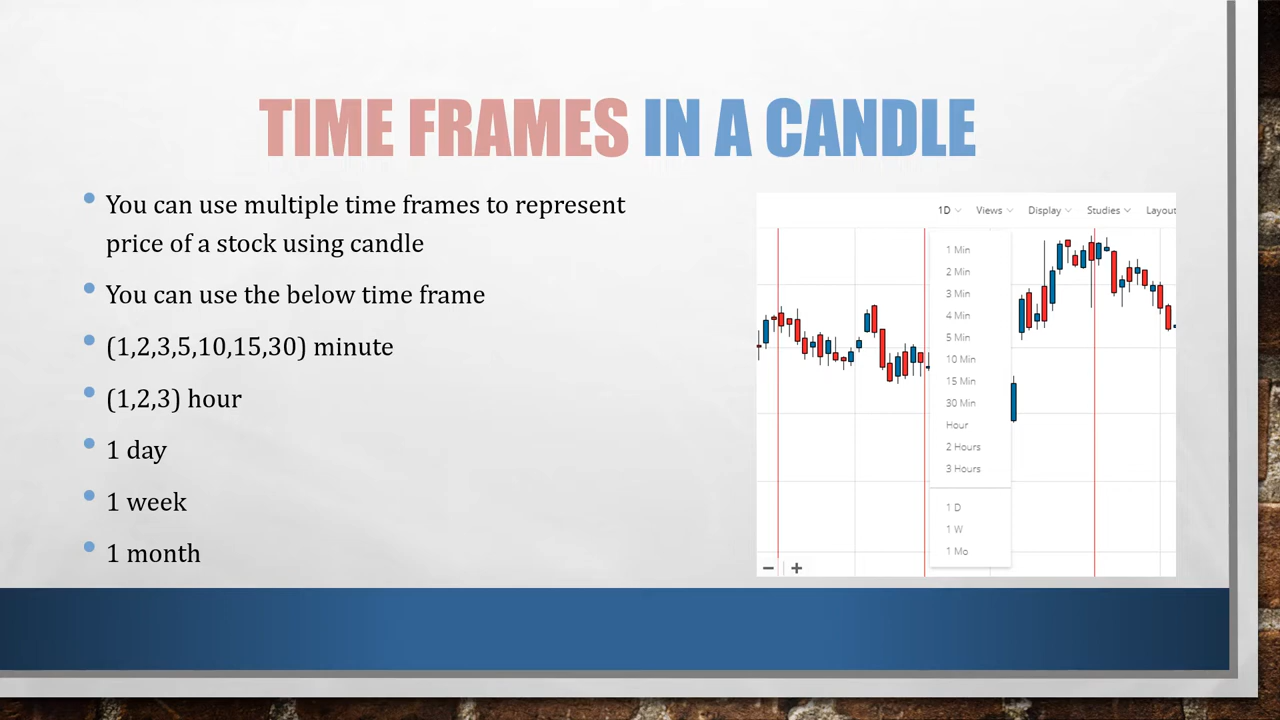 TIME FRAMES IN A CANDLE
You can use multiple time frames to represent
price of a stock using candle
You can use the below time frame
(1,2,3,5,10,15,30) minute
(1,2,3) hour
1 day
1 week
1 month
1D Views Display Studies Layout
1 Min
2 Min
3 Min
4 Min
5 Min
10 Min
15 Min
30 Min
Hour
2 Hours
3 Hours
1 D
1 W
1 Mo